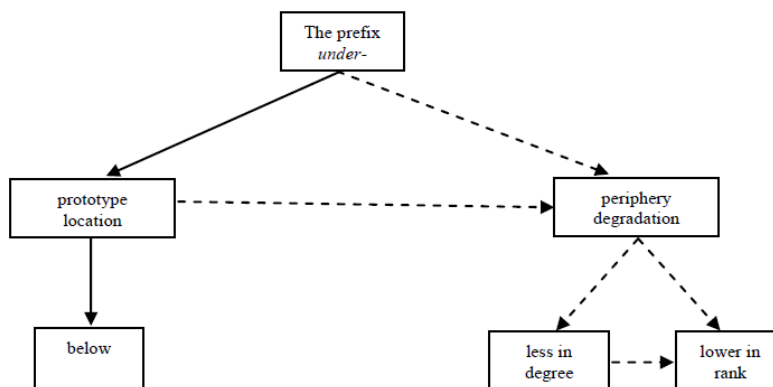 The prefix
under-
prototype
location
periphery
degradation
below
less in
degree
lower in
rank